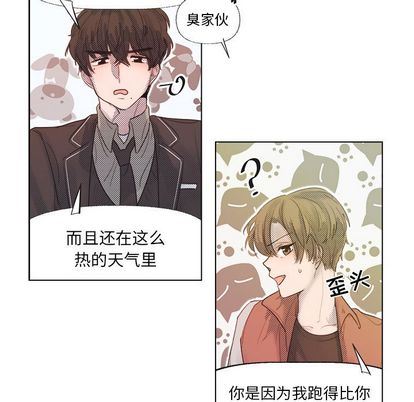 臭家伙
而且还在这么
热的天气里
?
歪头
你是因为我跑得比你